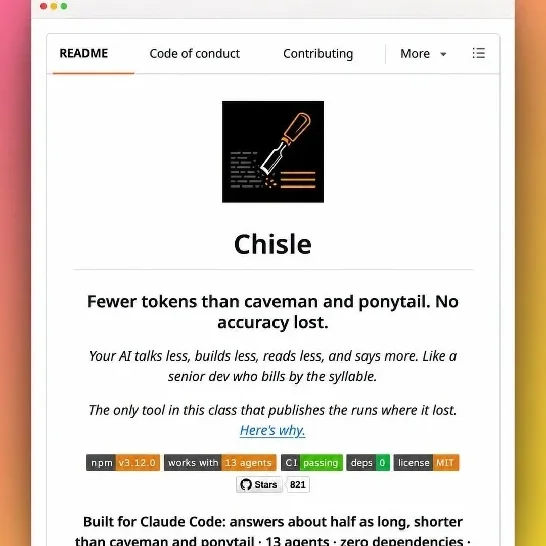 README
Code of conduct
Contributing
More
Chisle
Fewer tokens than caveman and ponytail. No
accuracy lost.
Your AI talks less, builds less, reads less, and says more. Like a
senior dev who bills by the syllable.
The only tool in this class that publishes the runs where it lost.
Here's why.
npm v3.12.0 works with 13 agents CI passing deps 0 license MIT
Stars 821
Built for Claude Code: answers about half as long, shorter
than caveman and ponytail · 13 agents · zero dependencies ·